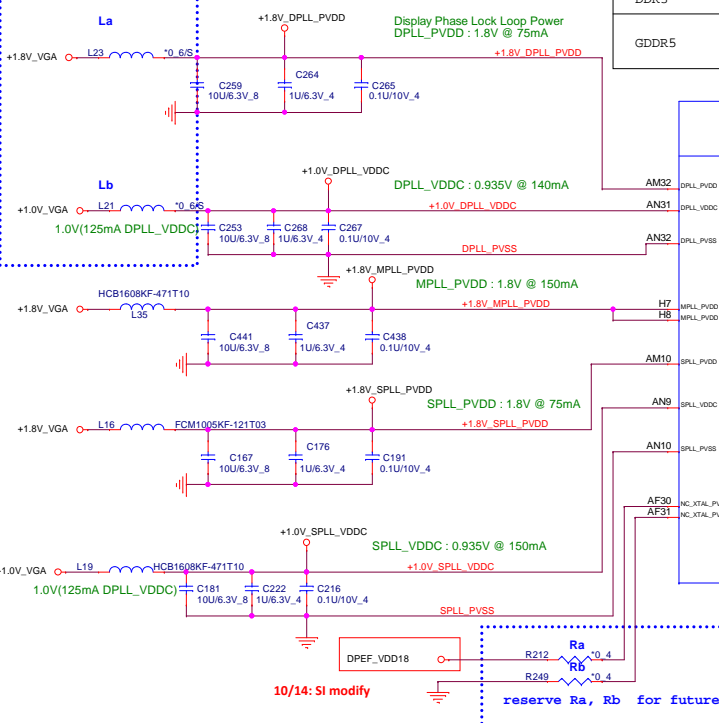 DDR5
GDDR5
La
+1.8V_DPLL_PVDD
Display Phase Lock Loop Power
DPLL_PVDD : 1.8V @ 75mA
+1.8V_VGA
L23
*0_6/S
+1.8V_DPLL_PVDD
C259
10U/6.3V_8
C264
1U/6.3V_4
C265
0.1U/10V_4
Lb
+1.0V_DPLL_VDDC
DPLL_VDDC : 0.935V @ 140mA
AM32
DPLL_PVDD
+1.0V_VGA
L21
*0_6/S
+1.0V_DPLL_VDDC
AN31
DPLL_VDDC
1.0V(125mA DPLL_VDDC)
C253
10U/6.3V_8
C268
1U/6.3V_4
C267
0.1U/10V_4
DPLL_PVSS
AN32
DPLL_PVSS
+1.8V_MPLL_PVDD
MPLL_PVDD : 1.8V @ 150mA
HCB1608KF-471T10
+1.8V_VGA
L35
+1.8V_MPLL_PVDD
H7
MPLL_PVDD
H8
MPLL_PVDD
C441
10U/6.3V_8
C437
1U/6.3V_4
C438
0.1U/10V_4
AM10
SPLL_PVDD
+1.8V_SPLL_PVDD
SPLL_PVDD : 1.8V @ 75mA
AN9
SPLL_VDDC
+1.8V_VGA
L16
FCM1005KF-121T03
+1.8V_SPLL_PVDD
C167
10U/6.3V_8
C176
1U/6.3V_4
C191
0.1U/10V_4
AN10
SPLL_PVSS
AF30
NC_XTAL_PV
AF31
NC_XTAL_PV
+1.0V_SPLL_VDDC
SPLL_VDDC : 0.935V @ 150mA
+1.0V_VGA
L19
HCB1608KF-471T10
+1.0V_SPLL_VDDC
1.0V(125mA DPLL_VDDC)
C181
10U/6.3V_8
C222
1U/6.3V_4
C216
0.1U/10V_4
SPLL_PVSS
DPEF_VDD18
R212
Ra
*0_4
R249
Rb
*0_4
10/14: SI modify
reserve Ra, Rb for future